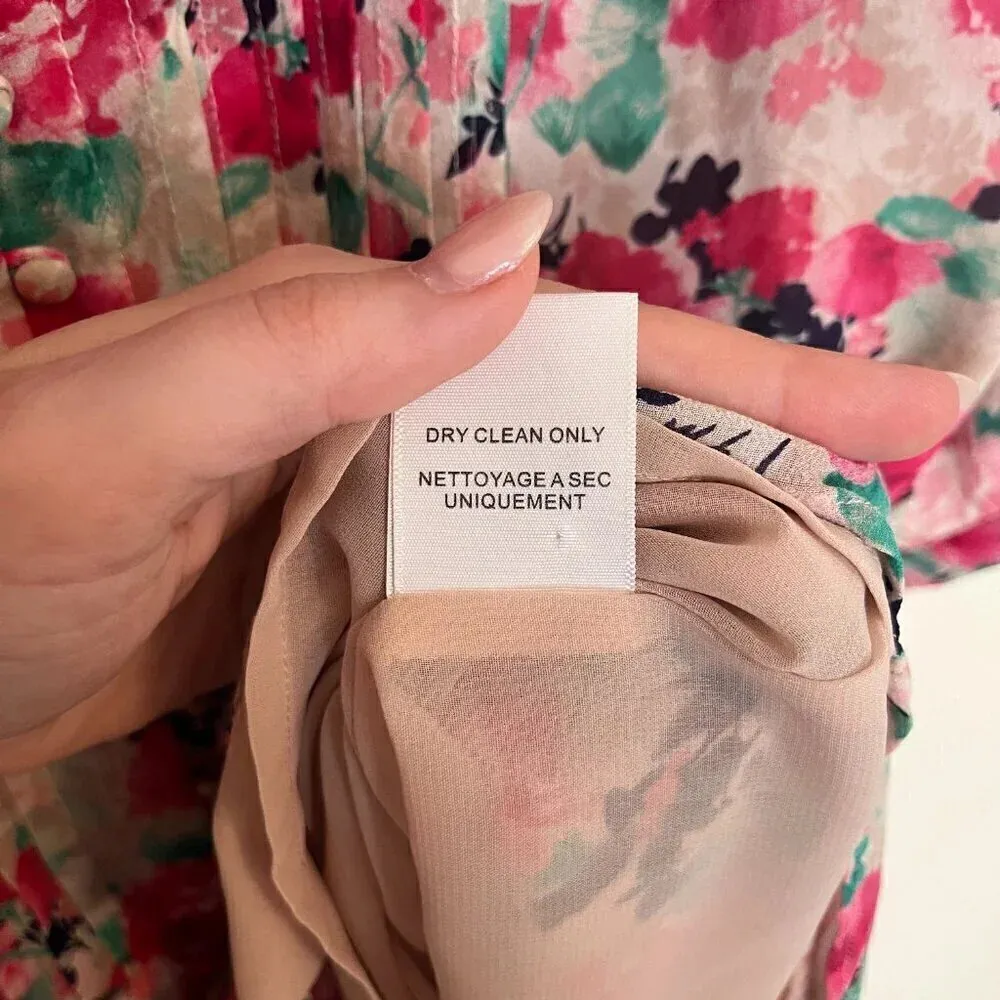 DRY CLEAN ONLY
NETTOYAGE A SEC
UNIQUEMENT